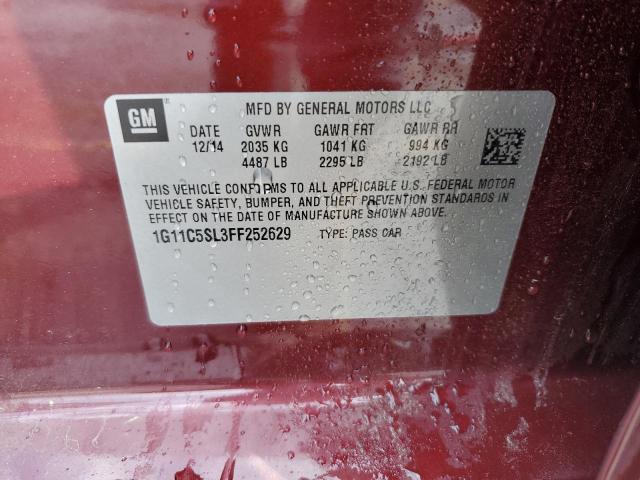 GM
MFD BY GENERAL MOTORS LLC
DATE GVWR GAWR FRT GAWR RR
12/14 2035 KG 1041 KG 994 KG
4487 LB 2295 LB 2192 LB
THIS VEHICLE CONFORMS TO ALL APPLICABLE U.S. FEDERAL MOTOR
VEHICLE SAFETY, BUMPER, AND THEFT PREVENTION STANDARDS IN
EFFECT ON THE DATE OF MANUFACTURE SHOWN ABOVE.
1G11C5SL3FF252629 TYPE: PASS CAR